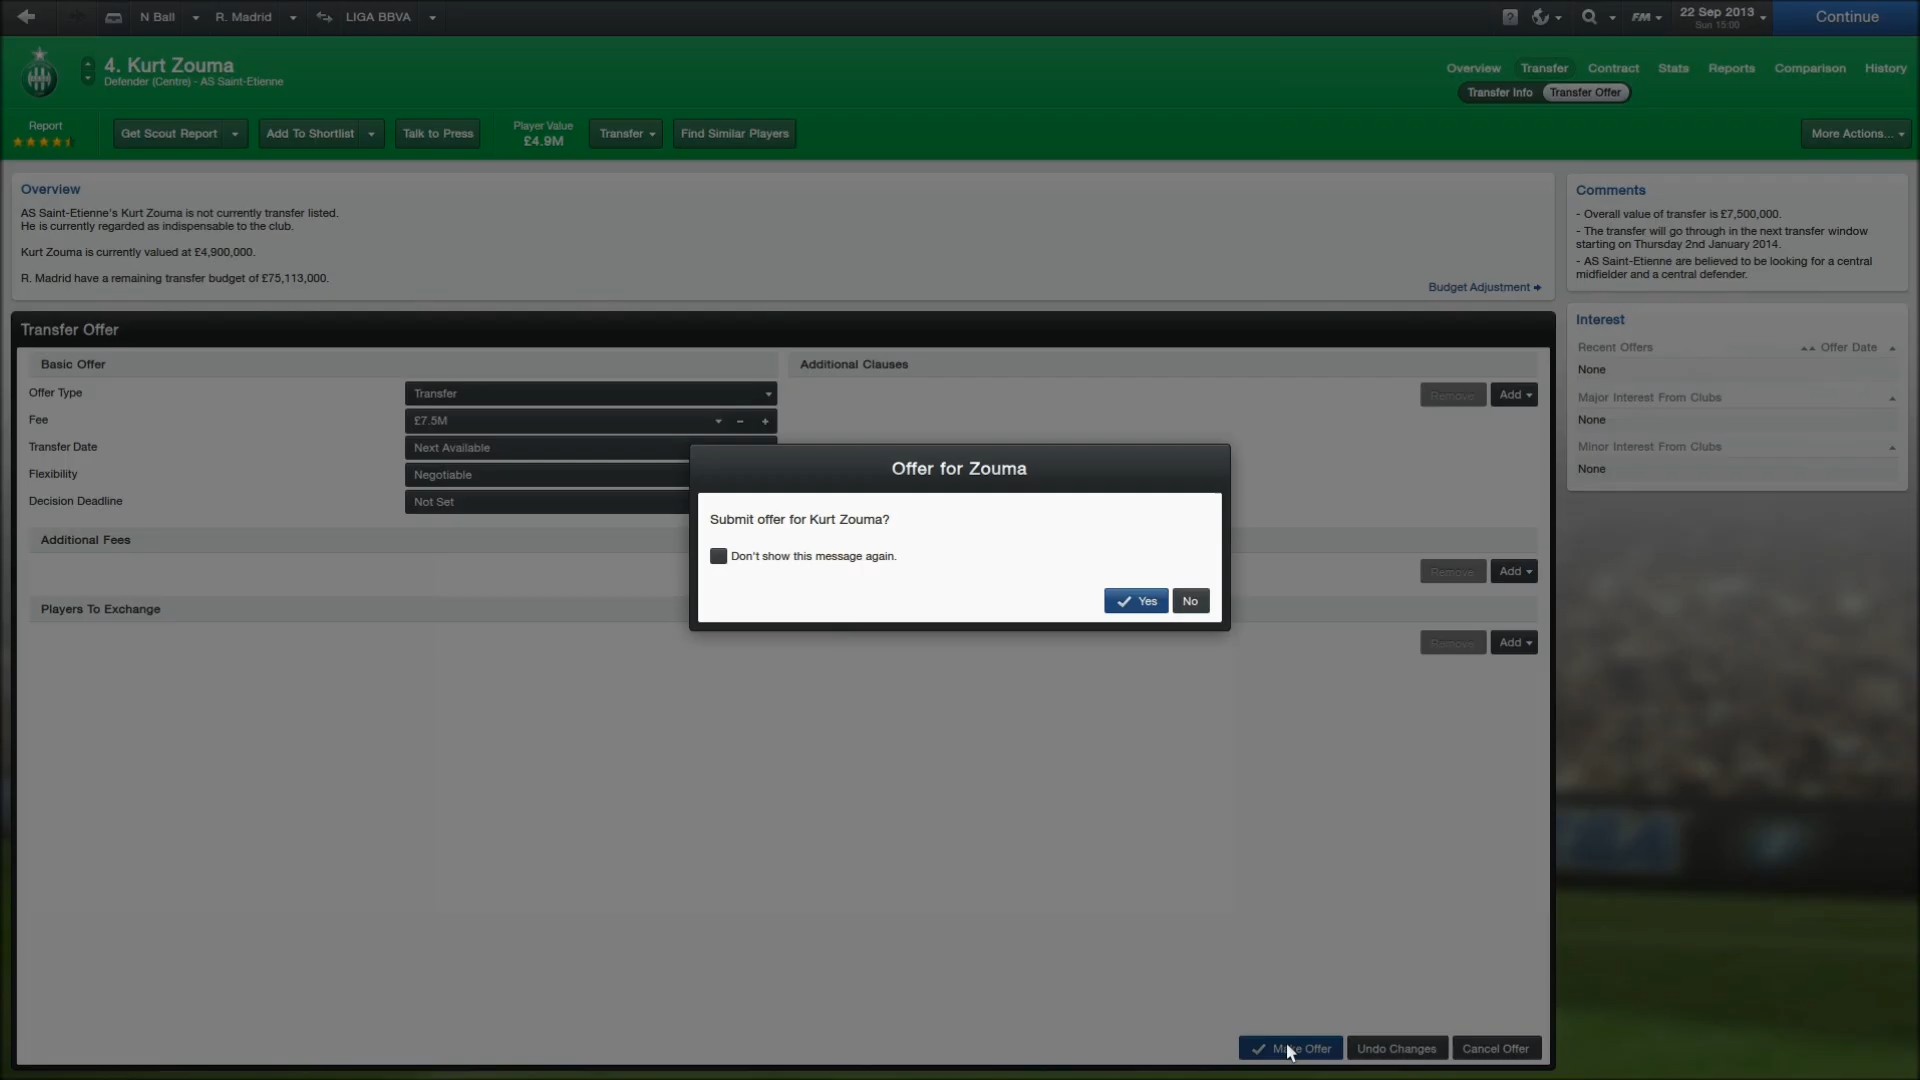 N Ball
R. Madrid
LIGA BBVA
?
FM
22 Sep 2013
Sun 15:00
Continue
4. Kurt Zouma
Defender (Centre) - AS Saint-Etienne
Overview
Transfer
Contract
Stats
Reports
Comparison
History
Transfer Info
Transfer Offer
Report
Get Scout Report
Add To Shortlist
Talk to Press
Player Value
£4.9M
Transfer
Find Similar Players
More Actions...
Overview
AS Saint-Etienne's Kurt Zouma is not currently transfer listed.
He is currently regarded as indispensable to the club.
Kurt Zouma is currently valued at £4,900,000.
R. Madrid have a remaining transfer budget of £75,113,000.
Budget Adjustment
Comments
- Overall value of transfer is £7,500,000.
- The transfer will go through in the next transfer window
starting on Thursday 2nd January 2014.
- AS Saint-Etienne are believed to be looking for a central
midfielder and a central defender.
Interest
Recent Offers
Offer Date
None
Major Interest From Clubs
None
Minor Interest From Clubs
None
Transfer Offer
Basic Offer
Additional Clauses
Offer Type
Transfer
Remove
Add
Fee
£7.5M
Transfer Date
Next Available
Flexibility
Negotiable
Decision Deadline
Not Set
Additional Fees
Remove
Add
Players To Exchange
Remove
Add
Offer for Zouma
Submit offer for Kurt Zouma?
Don't show this message again.
Yes
No
Make Offer
Undo Changes
Cancel Offer